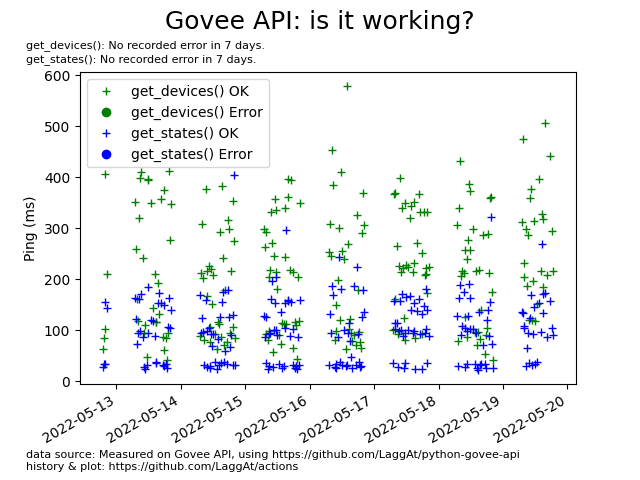 Govee API: is it working?
get_devices(): No recorded error in 7 days.
get_states(): No recorded error in 7 days.
600
500
400
300
200
100
0
Ping (ms)
get_devices() OK
get_devices() Error
get_states() OK
get_states() Error
2022-05-13
2022-05-14
2022-05-15
2022-05-16
2022-05-17
2022-05-18
2022-05-19
2022-05-20
data source: Measured on Govee API, using https://github.com/LaggAt/python-govee-api
history & plot: https://github.com/LaggAt/actions